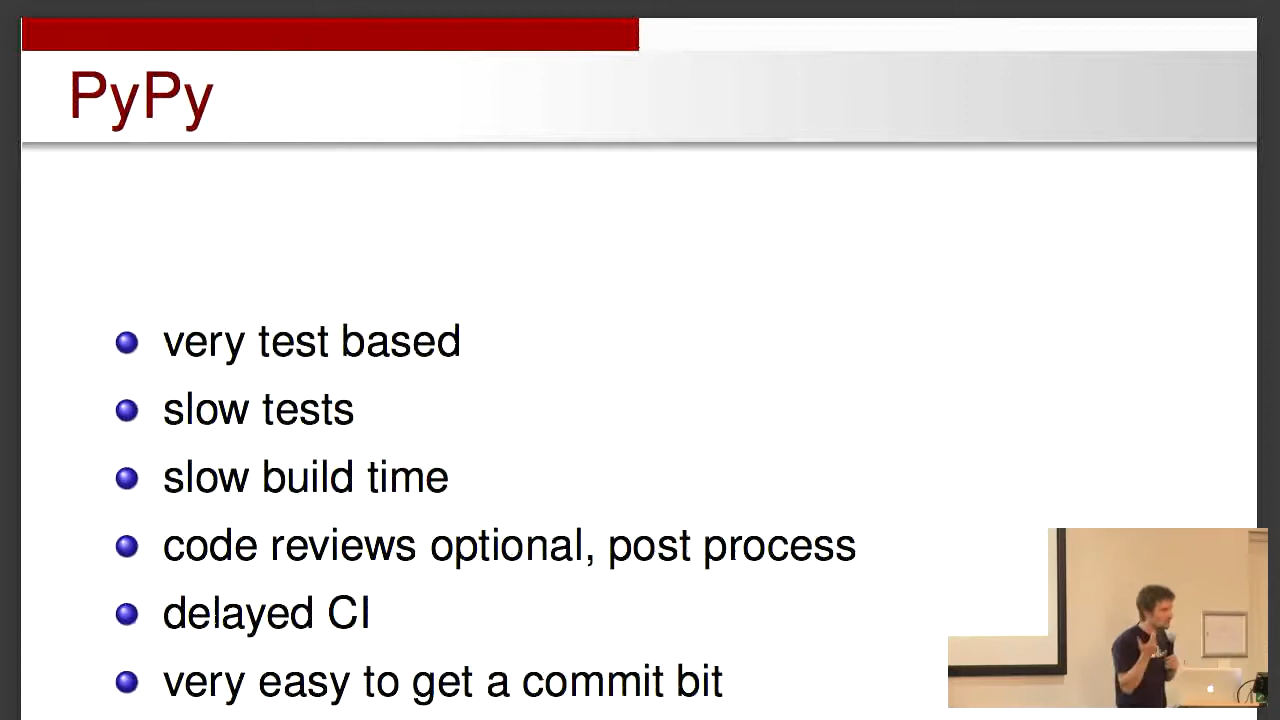 PyPy
very test based
slow tests
slow build time
code reviews optional, post process
delayed CI
very easy to get a commit bit